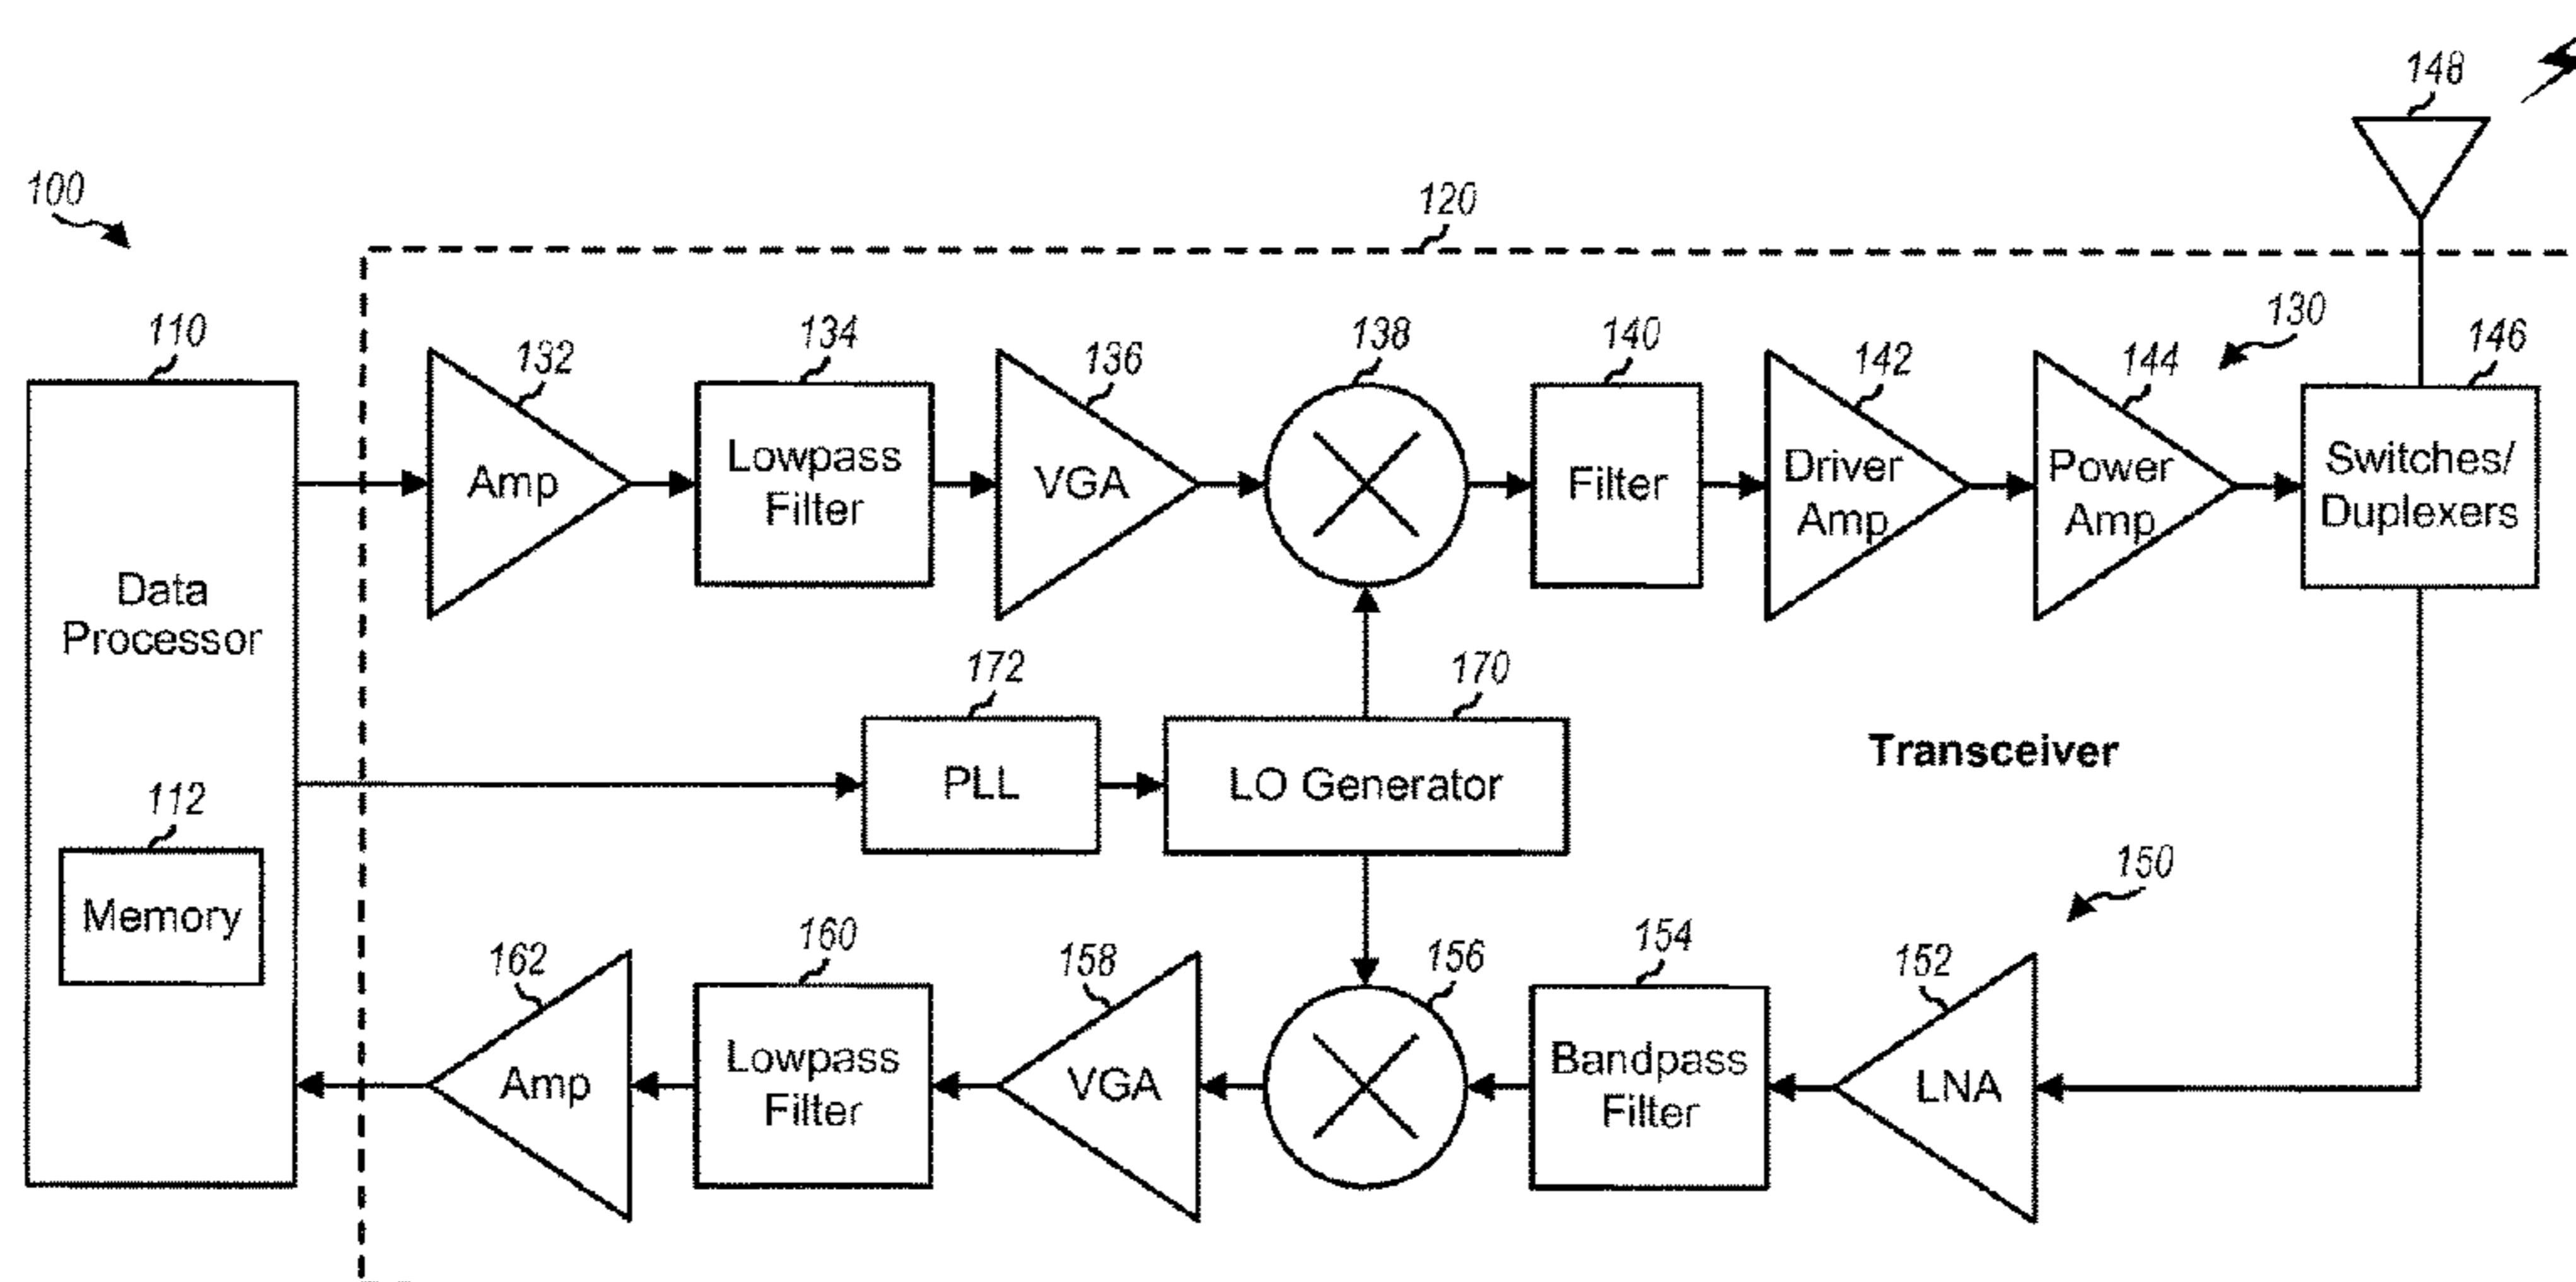 148
100
120
130
110
132
134
136
138
140
142
144
146
Amp
Lowpass
Filter
VGA
Filter
Driver
Amp
Power
Amp
Switches/
Duplexers
Data
Processor
172
170
PLL
LO Generator
Transceiver
112
Memory
150
162
160
158
156
154
152
Amp
Lowpass
Filter
VGA
Bandpass
Filter
LNA